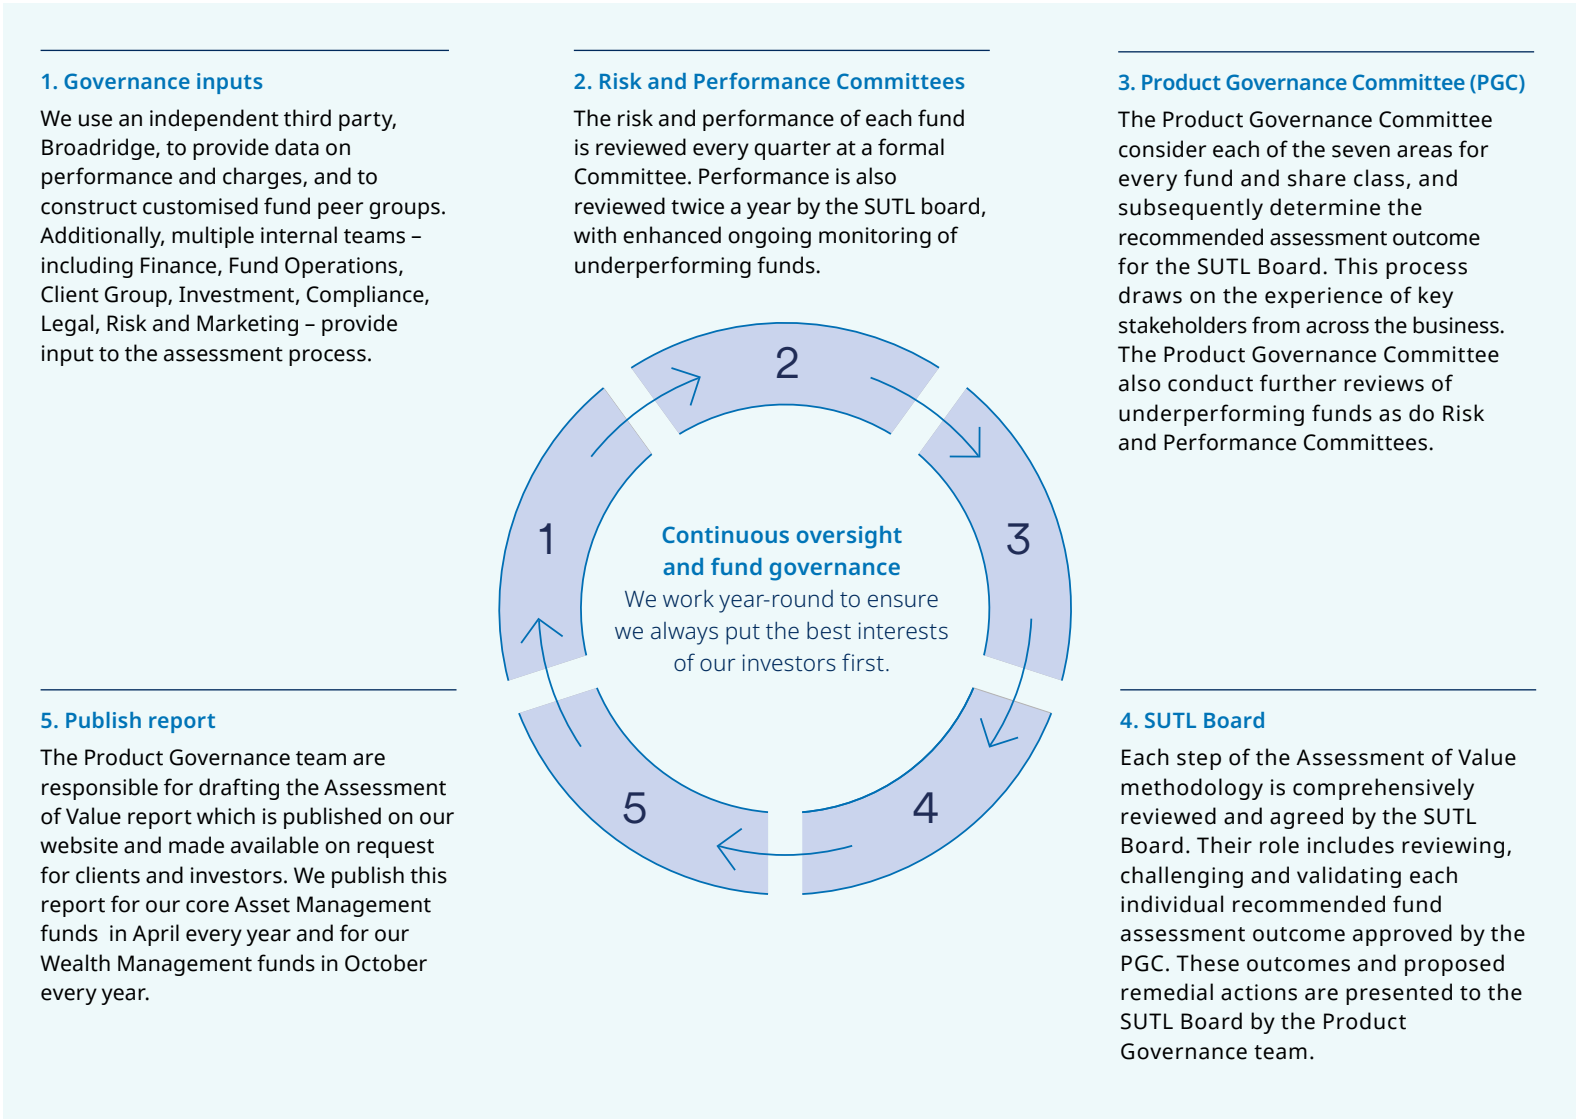 1. Governance inputs
We use an independent third party,
Broadridge, to provide data on
performance and charges, and to
construct customised fund peer groups.
Additionally, multiple internal teams –
including Finance, Fund Operations,
Client Group, Investment, Compliance,
Legal, Risk and Marketing – provide
input to the assessment process.
2. Risk and Performance Committees
The risk and performance of each fund
is reviewed every quarter at a formal
Committee. Performance is also
reviewed twice a year by the SUTL board,
with enhanced ongoing monitoring of
underperforming funds.
3. Product Governance Committee (PGC)
The Product Governance Committee
consider each of the seven areas for
every fund and share class, and
subsequently determine the
recommended assessment outcome
for the SUTL Board. This process
draws on the experience of key
stakeholders from across the business.
The Product Governance Committee
also conduct further reviews of
underperforming funds as do Risk
and Performance Committees.
2
1
3
Continuous oversight
and fund governance
We work year-round to ensure
we always put the best interests
of our investors first.
5
4
5. Publish report
The Product Governance team are
responsible for drafting the Assessment
of Value report which is published on our
website and made available on request
for clients and investors. We publish this
report for our core Asset Management
funds  in April every year and for our
Wealth Management funds in October
every year.
4. SUTL Board
Each step of the Assessment of Value
methodology is comprehensively
reviewed and agreed by the SUTL
Board. Their role includes reviewing,
challenging and validating each
individual recommended fund
assessment outcome approved by the
PGC. These outcomes and proposed
remedial actions are presented to the
SUTL Board by the Product
Governance team.